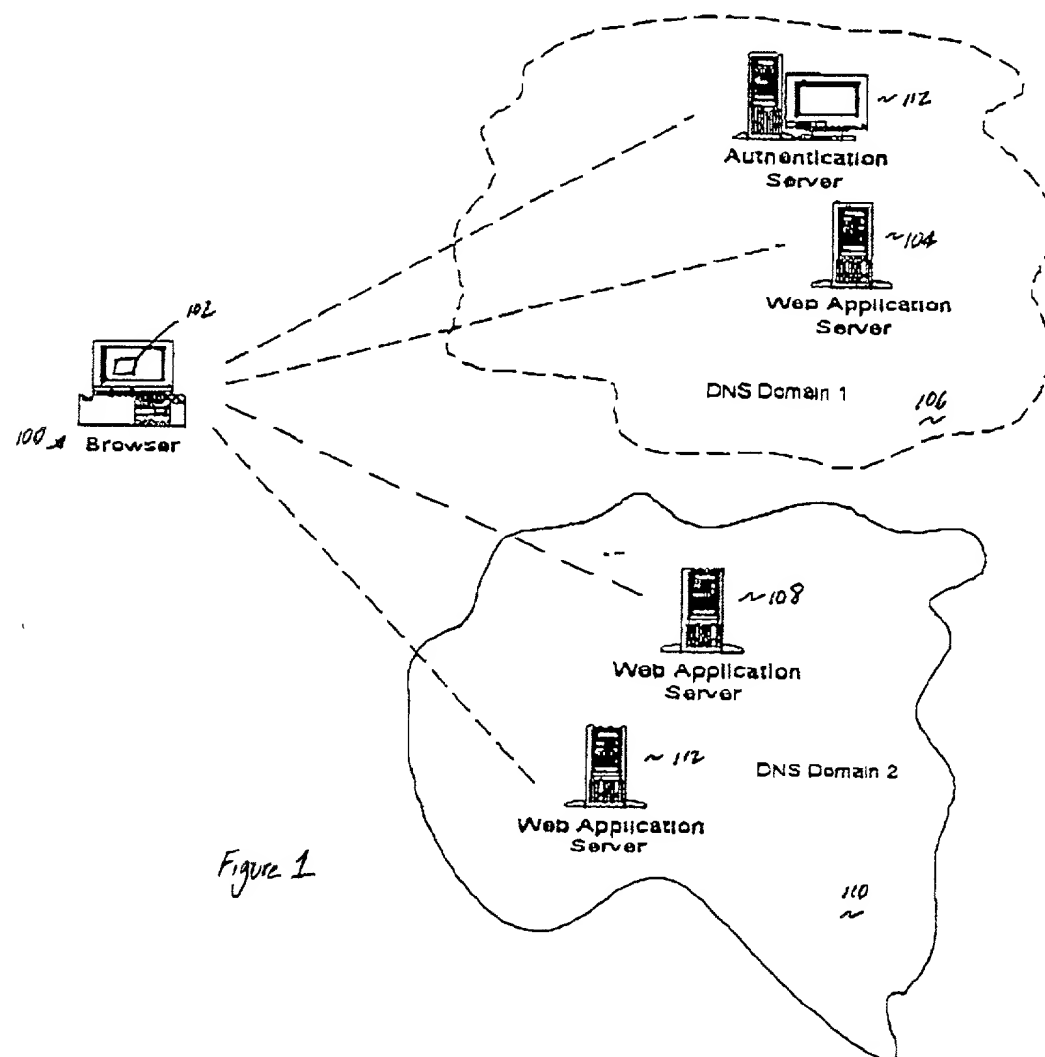 ~ 112
Authentication
Server
~104
Web Application
Server
DNS Domain 1
106
~
102
100
Browser
~108
Web Application
Server
~ 112
DNS Domain 2
Web Application
Server
110
~
Figure 1